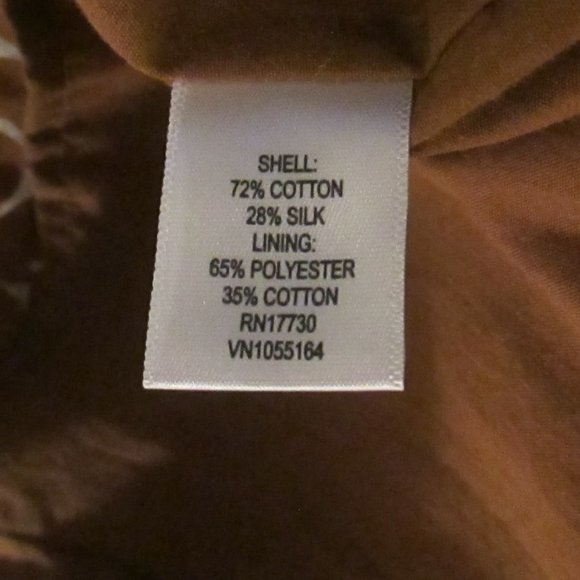 SHELL:
72% COTTON
28% SILK
LINING:
65% POLYESTER
35% COTTON
RN17730
VN1055164